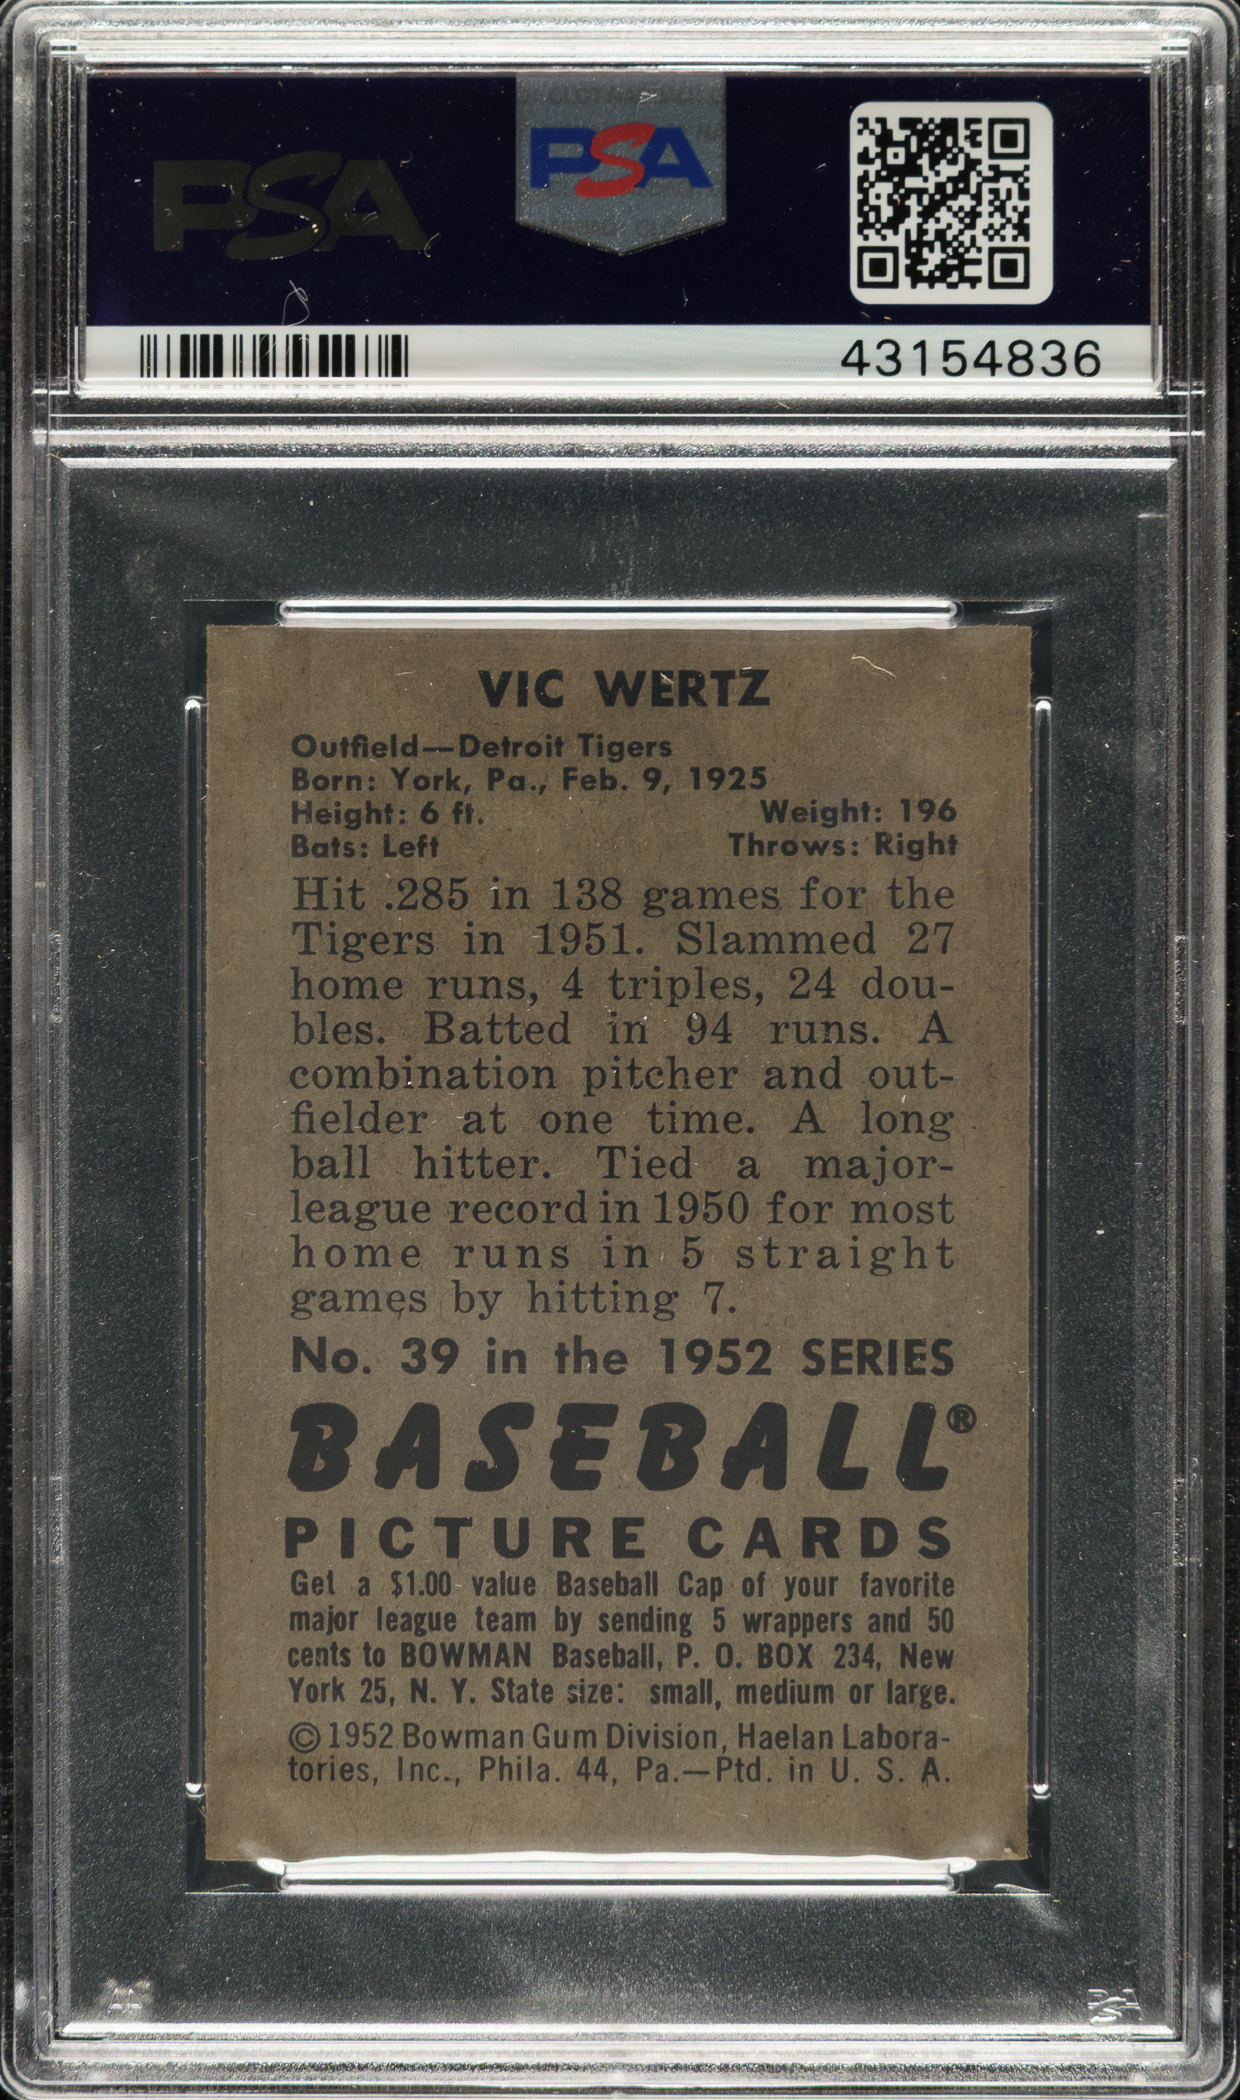 PSA
PSA
43154836
VIC WERTZ
Outfield—Detroit Tigers
Born: York, Pa., Feb. 9, 1925
Height: 6 ft. Weight: 196
Bats: Left Throws: Right
Hit .285 in 138 games for the
Tigers in 1951. Slammed 27
home runs, 4 triples, 24 dou-
bles. Batted in 94 runs. A
combination pitcher and out-
fielder at one time. A long
ball hitter. Tied a major-
league record in 1950 for most
home runs in 5 straight
games by hitting 7.
No. 39 in the 1952 SERIES
BASEBALL®
PICTURE CARDS
Get a $1.00 value Baseball Cap of your favorite
major league team by sending 5 wrappers and 50
cents to BOWMAN Baseball, P. O. BOX 234, New
York 25, N. Y. State size: small, medium or large.
© 1952 Bowman Gum Division, Haelan Labora-
tories, Inc., Phila. 44, Pa.—Ptd. in U. S. A.
PSA